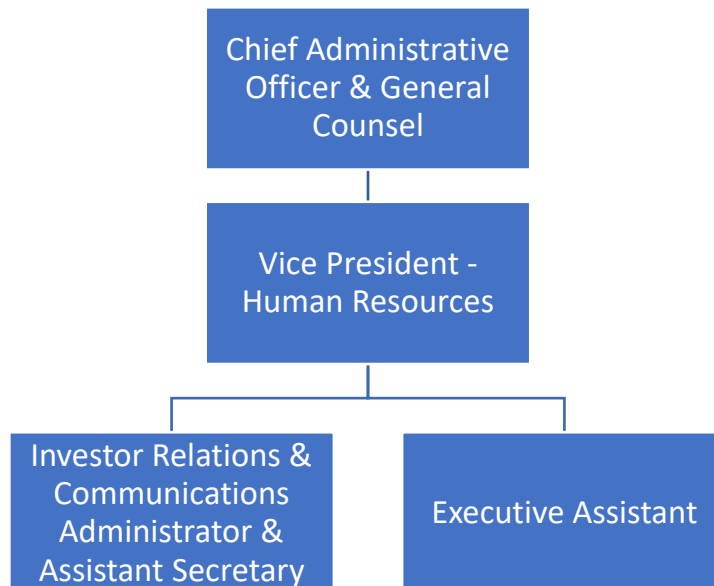 Chief Administrative
Officer & General
Counsel
Vice President -
Human Resources
Investor Relations &
Communications
Administrator &
Assistant Secretary
Executive Assistant